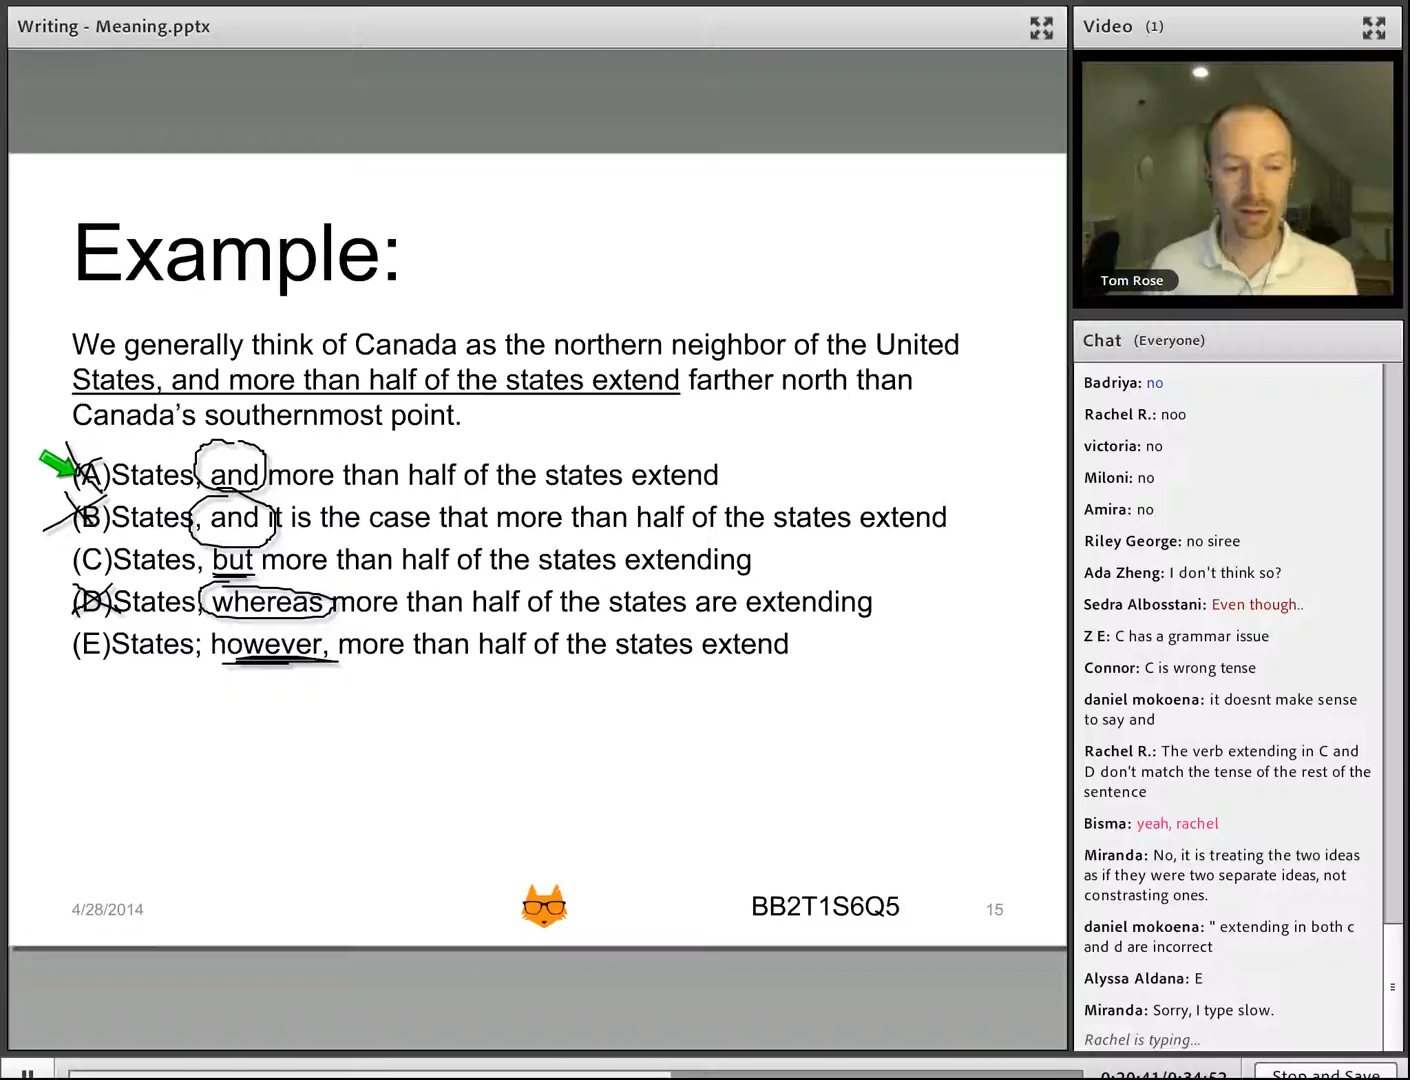 Writing - Meaning.pptx
Example:
We generally think of Canada as the northern neighbor of the United
States, and more than half of the states extend farther north than
Canada's southernmost point.
(A)States, and more than half of the states extend
(B)States, and it is the case that more than half of the states extend
(C)States, but more than half of the states extending
(D)States, whereas more than half of the states are extending
(E)States; however, more than half of the states extend
4/28/2014
BB2T1S6Q5
15
Video (1)
Tom Rose
Chat (Everyone)
Badriya: no
Rachel R.: noo
victoria: no
Miloni: no
Amira: no
Riley George: no siree
Ada Zheng: I don't think so?
Sedra Albosstani: Even though..
Z E: C has a grammar issue
Connor: C is wrong tense
daniel mokoena: it doesnt make sense
to say and
Rachel R.: The verb extending in C and
D don't match the tense of the rest of the
sentence
Bisma: yeah, rachel
Miranda: No, it is treating the two ideas
as if they were two separate ideas, not
constrasting ones.
daniel mokoena: " extending in both c
and d are incorrect
Alyssa Aldana: E
Miranda: Sorry, I type slow.
Rachel is typing...
0:20:41/0:34:52
Stop and Save